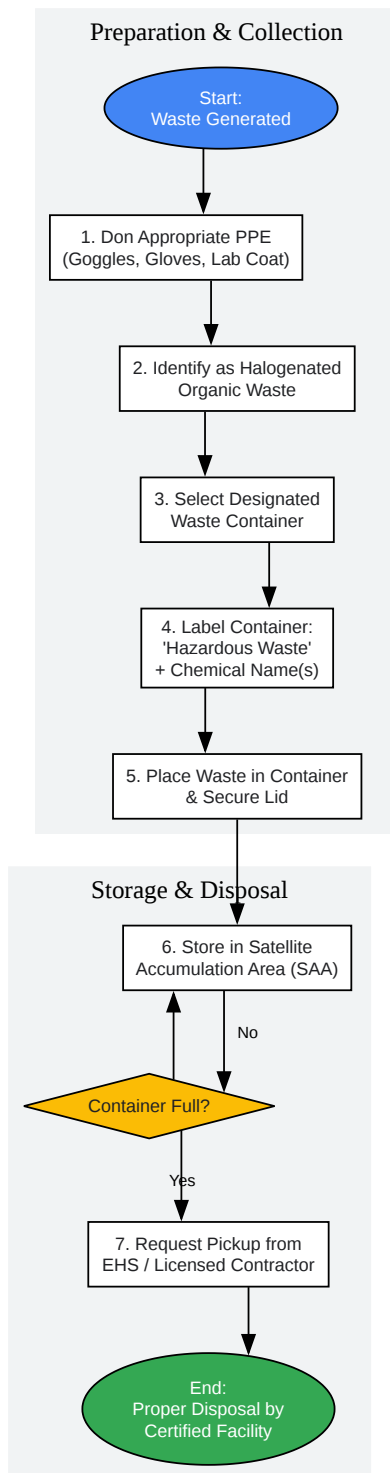 Preparation & Collection
Start:
Waste Generated
1. Don Appropriate PPE
(Goggles, Gloves, Lab Coat)
2. Identify as Halogenated
Organic Waste
3. Select Designated
Waste Container
4. Label Container:
'Hazardous Waste'
+ Chemical Name(s)
5. Place Waste in Container
& Secure Lid
Storage & Disposal
6. Store in Satellite
Accumulation Area (SAA)
No
Container Full?
Yes
7. Request Pickup from
EHS / Licensed Contractor
End:
Proper Disposal by
Certified Facility